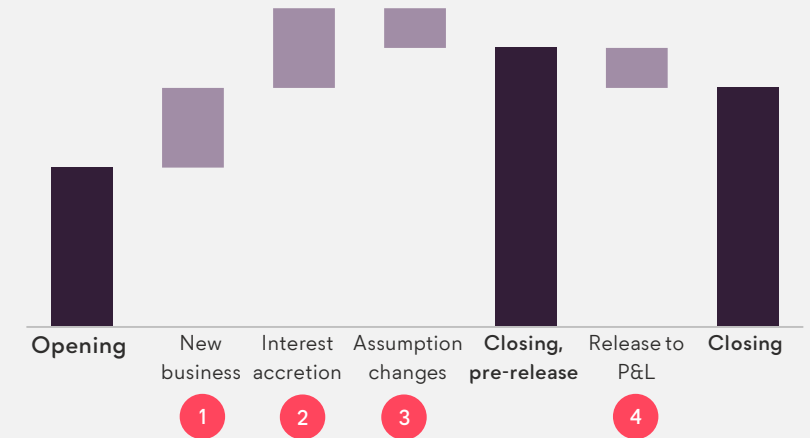 Opening
New
business
Interest
accretion
Assumption
changes
Closing,
pre-release
Release to
P&L
Closing
1
2
3
4